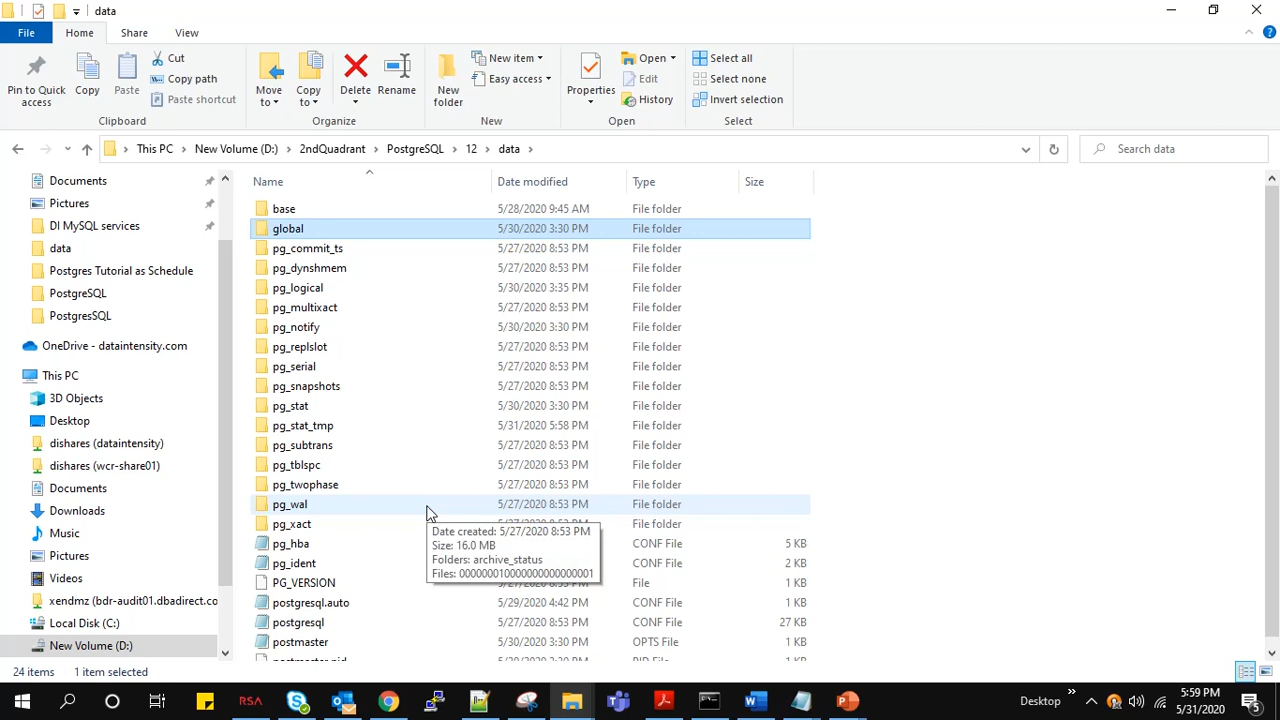 data
File
Home
Share
View
Pin to Quick access
Copy
Paste
Cut
Copy path
Paste shortcut
Clipboard
Move to
Copy to
Delete
Rename
Organize
New folder
New item
Easy access
New
Properties
Open
Edit
History
Open
Select all
Select none
Invert selection
Select
This PC
New Volume (D:)
2ndQuadrant
PostgreSQL
12
data
Search data
Documents
Pictures
DI MySQL services
data
Postgres Tutorial as Schedule
PostgreSQL
PostgresSQL
OneDrive - dataintensity.com
This PC
3D Objects
Desktop
dishares (dataintensity)
dishares (wcr-share01)
Documents
Downloads
Music
Pictures
Videos
xendmz (bdr-audit01.dbadirect.co
Local Disk (C:)
New Volume (D:)
Name Date modified Type Size
base 5/28/2020 9:45 AM File folder
global 5/30/2020 3:30 PM File folder
pg_commit_ts 5/27/2020 8:53 PM File folder
pg_dynshmem 5/27/2020 8:53 PM File folder
pg_logical 5/30/2020 3:35 PM File folder
pg_multixact 5/27/2020 8:53 PM File folder
pg_notify 5/30/2020 3:30 PM File folder
pg_replslot 5/27/2020 8:53 PM File folder
pg_serial 5/27/2020 8:53 PM File folder
pg_snapshots 5/27/2020 8:53 PM File folder
pg_stat 5/30/2020 3:30 PM File folder
pg_stat_tmp 5/31/2020 5:58 PM File folder
pg_subtrans 5/27/2020 8:53 PM File folder
pg_tblspc 5/27/2020 8:53 PM File folder
pg_twophase 5/27/2020 8:53 PM File folder
pg_wal 5/27/2020 8:53 PM File folder
pg_xact 5/27/2020 8:53 PM File folder
pg_hba CONF File 5 KB
pg_ident CONF File 2 KB
PG_VERSION 5/27/2020 8:53 PM File 1 KB
postgresql.auto 5/29/2020 4:42 PM CONF File 1 KB
postgresql 5/27/2020 8:53 PM CONF File 27 KB
postmaster 5/30/2020 3:30 PM OPTS File 1 KB
Date created: 5/27/2020 8:53 PM
Size: 16.0 MB
Folders: archive_status
Files: 000000010000000000000001
24 items 1 item selected
RSA
Desktop
5:59 PM
5/31/2020
5